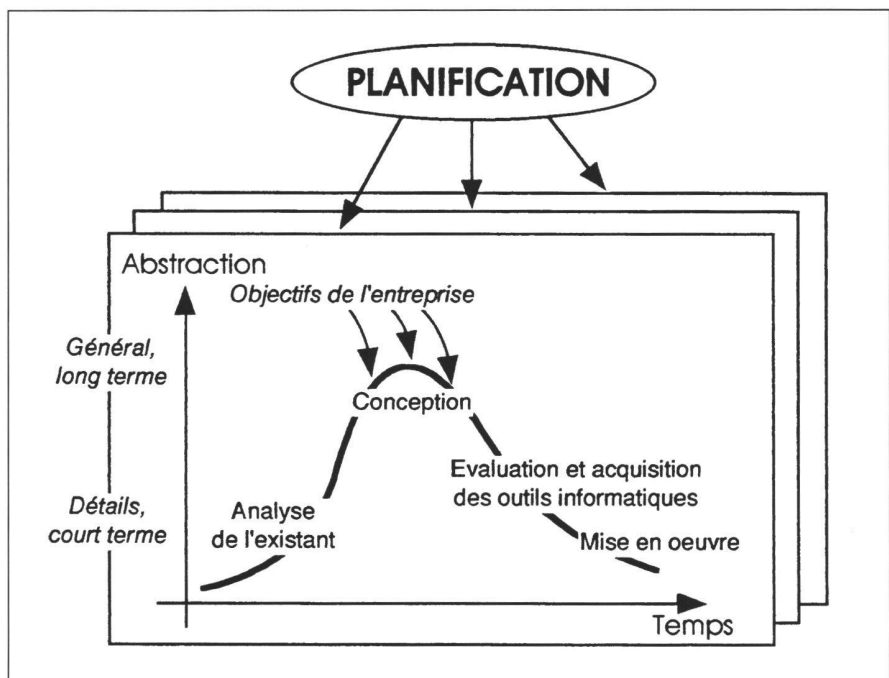 PLANIFICATION
Abstraction
Objectifs de l'entreprise
Général,
long terme
Conception
Evaluation et acquisition
des outils informatiques
Détails,
court terme
Analyse
de l'existant
Mise en oeuvre
Temps